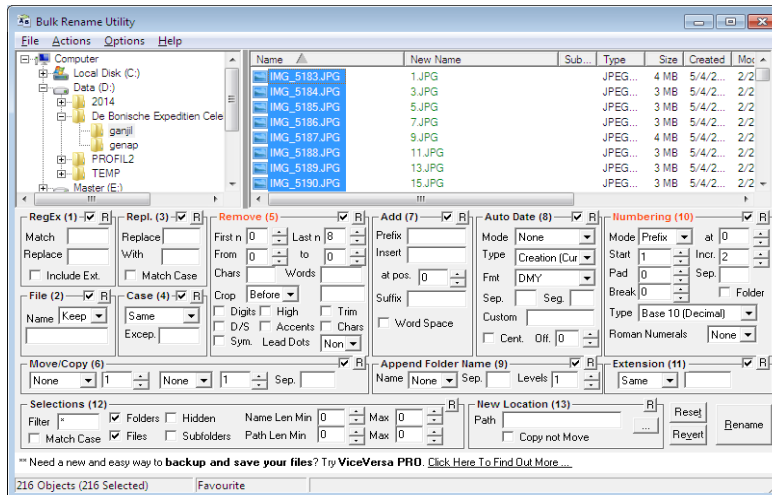 Bulk Rename Utility
File Actions Options Help
Computer
Local Disk (C:)
Data (D:)
2014
De Bonische Expeditien Cele
ganjil
genap
PROFIL2
TEMP
Master (E:)
Name New Name Sub... Type Size Created Moc
IMG_5183.JPG 1.JPG JPEG... 4 MB 5/4/2... 2/2
IMG_5184.JPG 3.JPG JPEG... 3 MB 5/4/2... 2/2
IMG_5185.JPG 5.JPG JPEG... 3 MB 5/4/2... 2/2
IMG_5186.JPG 7.JPG JPEG... 3 MB 5/4/2... 2/2
IMG_5187.JPG 9.JPG JPEG... 4 MB 5/4/2... 2/2
IMG_5188.JPG 11.JPG JPEG... 3 MB 5/4/2... 2/2
IMG_5189.JPG 13.JPG JPEG... 3 MB 5/4/2... 2/2
IMG_5190.JPG 15.JPG JPEG... 3 MB 5/4/2... 2/2
RegEx (1) R
Match
Replace
Include Ext.
Repl. (3) R
Replace
With
Match Case
Remove (5) R
First n 0 Last n 8
From 0 to 0
Chars Words
Crop Before
Digits High Trim
D/S Accents Chars
Sym. Lead Dots Non
Add (7) R
Prefix
Insert
at pos. 0
Suffix
Word Space
Auto Date (8) R
Mode None
Type Creation (Cur
Fmt DMY
Sep. Seg.
Custom
Cent. Off. 0
Numbering (10) R
Mode Prefix at 0
Start 1 Incr. 2
Pad 0 Sep.
Break 0 Folder
Type Base 10 (Decimal)
Roman Numerals None
File (2) R
Name Keep
Case (4) R
Same
Excep.
Move/Copy (6) R
None 1 None 1 Sep.
Append Folder Name (9) R
Name None Sep. Levels 1
Extension (11) R
Same
Selections (12) R
Filter * Folders Hidden Name Len Min 0 Max 0
Match Case Files Subfolders Path Len Min 0 Max 0
New Location (13) R
Path ...
Copy not Move
Reset
Revert
Rename
** Need a new and easy way to backup and save your files? Try ViceVersa PRO. Click Here To Find Out More ...
216 Objects (216 Selected) Favourite